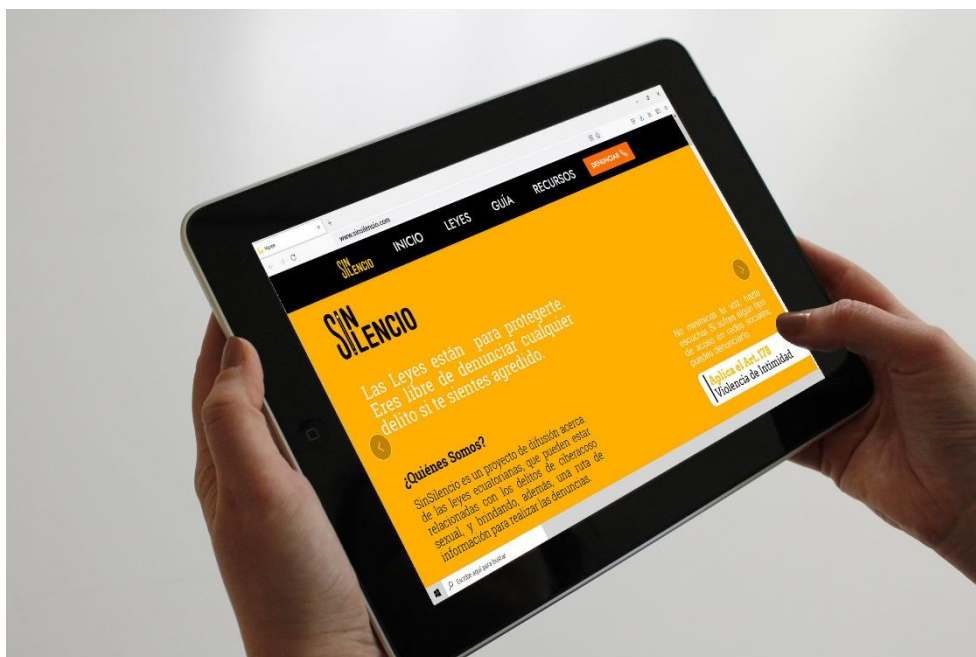 Home
www.sinsilencio.com
SIN SILENCIO
INICIO
LEYES
GUÍA
RECURSOS
DENUNCIAR
SIN
SILENCIO
Las Leyes están para protegerte.
Eres libre de denunciar cualquier
delito si te sientes agredido.
No minimices tu voz, hazte
escuchar. Si sufres algún tipo
de acoso en redes sociales,
puedes denunciarlo.
Aplica el Art. 178
Violencia de Intimidad
¿Quiénes Somos?
SinSilencio es un proyecto de difusión acerca
de las leyes ecuatorianas, que pueden estar
relacionadas con los delitos de ciberacoso
sexual, y brindando, además, una ruta de
información para realizar las denuncias.
Escribe aquí para buscar